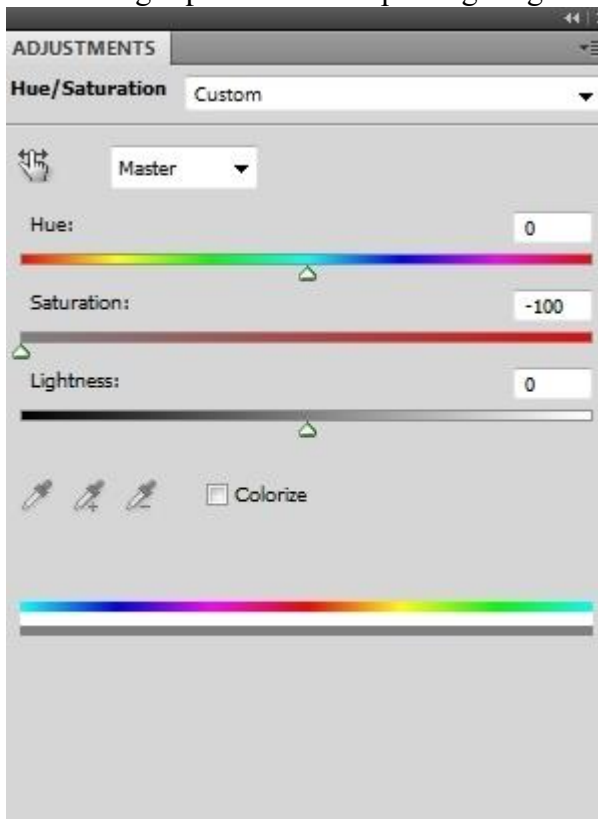 ADJUSTMENTS
Hue/Saturation Custom
Master
Hue: 0
Saturation: -100
Lightness: 0
Colorize